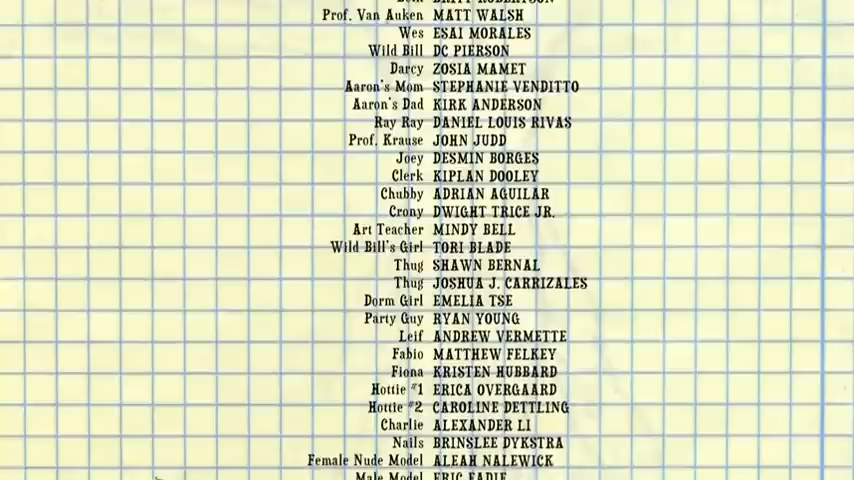 Prof. Van Auken MATT WALSH
Wes ESAI MORALES
Wild Bill DC PIERSON
Darcy ZOSIA MAMET
Aaron's Mom STEPHANIE VENDITTO
Aaron's Dad KIRK ANDERSON
Ray Ray DANIEL LOUIS RIVAS
Prof. Krause JOHN JUDD
Joey DESMIN BORGES
Clerk KIPLAN DOOLEY
Chubby ADRIAN AGUILAR
Crony DWIGHT TRICE JR.
Art Teacher MINDY BELL
Wild Bill's Girl TORI BLADE
Thug SHAWN BERNAL
Thug JOSHUA J. CARRIZALES
Dorm Girl EMELIA TSE
Party Guy RYAN YOUNG
Leif ANDREW VERMETTE
Fabio MATTHEW FELKEY
Fiona KRISTEN HUBBARD
Hottie #1 ERICA OVERGAARD
Hottie #2 CAROLINE DETTLING
Charlie ALEXANDER LI
Nails BRINSLEE DYKSTRA
Female Nude Model ALEAH NALEWICK
Male Model ERIC EADIE